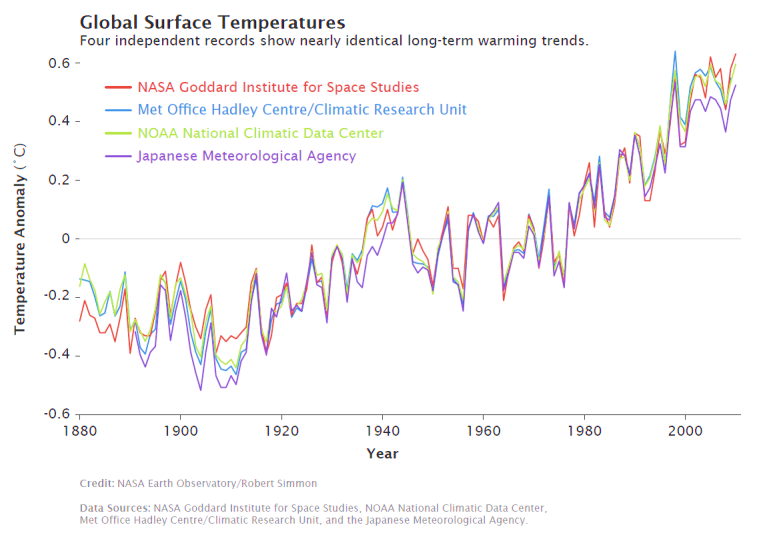 Global Surface Temperatures
Four independent records show nearly identical long-term warming trends.
0.6
NASA Goddard Institute for Space Studies
Met Office Hadley Centre/Climatic Research Unit
NOAA National Climatic Data Center
Japanese Meteorological Agency
0.4
0.2
0
-0.2
-0.4
-0.6
Temperature Anomaly (˚C)
1880
1900
1920
1940
1960
1980
2000
Year
Credit: NASA Earth Observatory/Robert Simmon
Data Sources: NASA Goddard Institute for Space Studies, NOAA National Climatic Data Center,
Met Office Hadley Centre/Climatic Research Unit, and the Japanese Meteorological Agency.